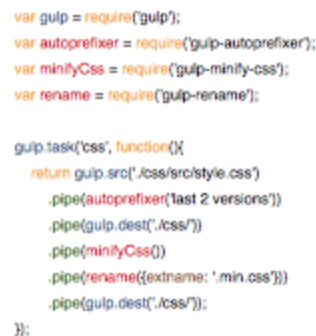 var gulp = require('gulp');
var autoprefixer = require('gulp-autoprefixer');
var minifyCss = require('gulp-minify-css');
var rename = require('gulp-rename');
gulp.task('css', function(){
return gulp.src('./css/src/style.css')
.pipe(autoprefixer('last 2 versions'))
.pipe(gulp.dest('./css/'))
.pipe(minifyCss())
.pipe(rename({extname: '.min.css'}))
.pipe(gulp.dest('./css/'));
});